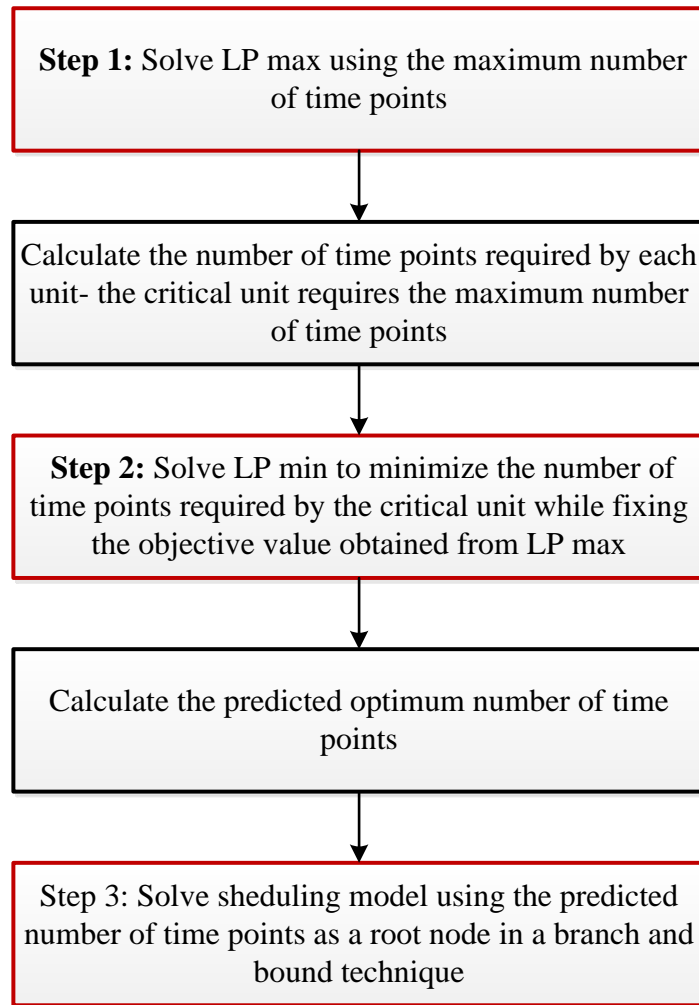 Step 1: Solve LP max using the maximum number
of time points
Calculate the number of time points required by each
unit- the critical unit requires the maximum number
of time points
Step 2: Solve LP min to minimize the number of
time points required by the critical unit while fixing
the objective value obtained from LP max
Calculate the predicted optimum number of time
points
Step 3: Solve sheduling model using the predicted
number of time points as a root node in a branch and
bound technique